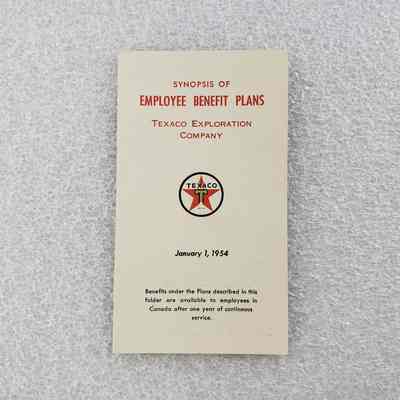 SYNOPSIS OF
EMPLOYEE BENEFIT PLANS
TEXACO EXPLORATION
COMPANY
TEXACO
T
January 1, 1954
Benefits under the Plans described in this
folder are available to employees in
Canada after one year of continuous
service.